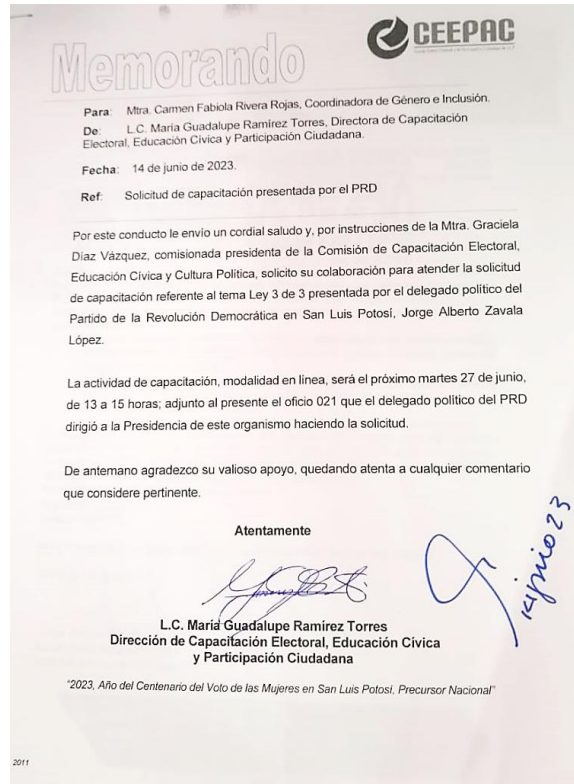 CEEPAC
Memorando
Para: Mtra. Carmen Fabiola Rivera Rojas, Coordinadora de Género e Inclusión.
De: L.C. María Guadalupe Ramírez Torres, Directora de Capacitación
Electoral, Educación Cívica y Participación Ciudadana.
Fecha: 14 de junio de 2023.
Ref: Solicitud de capacitación presentada por el PRD
Por este conducto le envío un cordial saludo y, por instrucciones de la Mtra. Graciela
Díaz Vázquez, comisionada presidenta de la Comisión de Capacitación Electoral,
Educación Cívica y Cultura Política, solicito su colaboración para atender la solicitud
de capacitación referente al tema Ley 3 de 3 presentada por el delegado político del
Partido de la Revolución Democrática en San Luis Potosí, Jorge Alberto Zavala
López.
La actividad de capacitación, modalidad en línea, será el próximo martes 27 de junio,
de 13 a 15 horas; adjunto al presente el oficio 021 que el delegado político del PRD
dirigió a la Presidencia de este organismo haciendo la solicitud.
De antemano agradezco su valioso apoyo, quedando atenta a cualquier comentario
que considere pertinente.
Atentamente
14junio23
L.C. María Guadalupe Ramírez Torres
Dirección de Capacitación Electoral, Educación Cívica
y Participación Ciudadana
"2023, Año del Centenario del Voto de las Mujeres en San Luis Potosí, Precursor Nacional"
2011